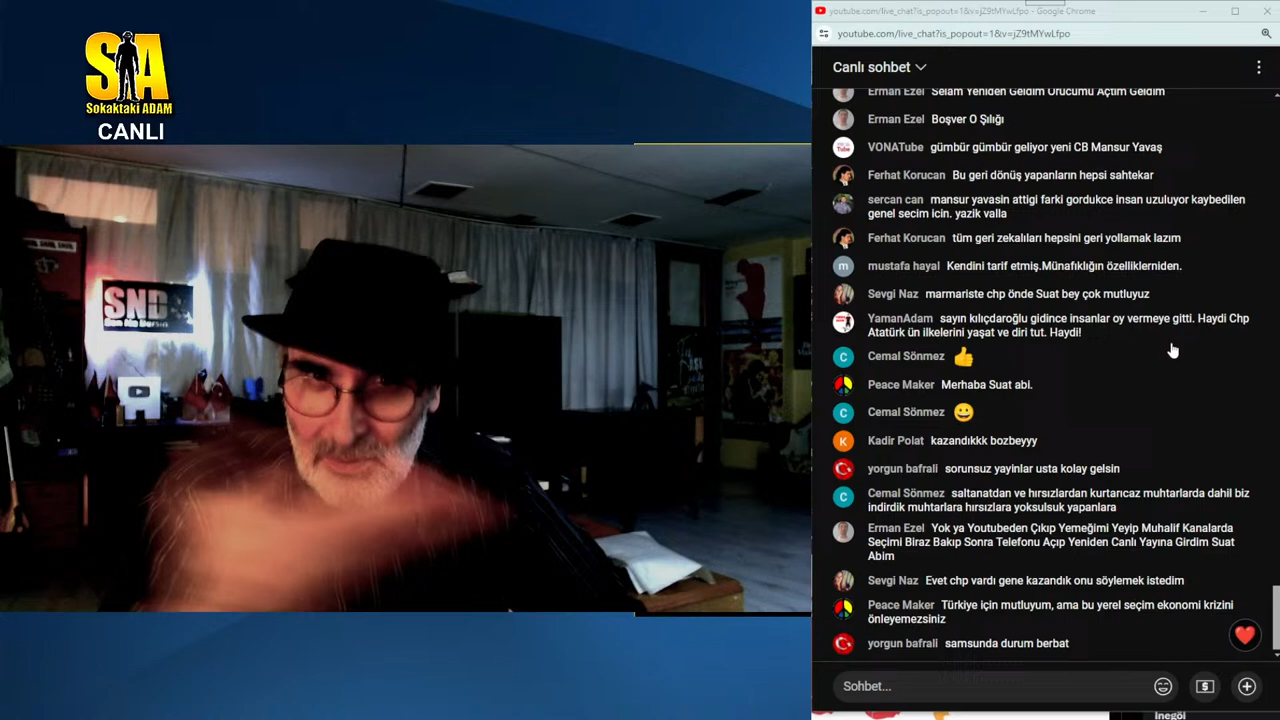 SA
Sokaktaki ADAM
CANLI
SND
Son Ne Dersin
youtube.com/live_chat?is_popout=1&v=jZ9tMYwLfpo - Google Chrome
youtube.com/live_chat?is_popout=1&v=jZ9tMYwLfpo
Canlı sohbet
Erman Ezel Selam Yeniden Geldim Orucumu Açtım Geldim
Erman Ezel Boşver O Şılığı
VONATube gümbür gümbür geliyor yeni CB Mansur Yavaş
Ferhat Korucan Bu geri dönüş yapanların hepsi sahtekar
sercan can mansur yavasin attigi farki gordukce insan uzuluyor kaybedilen
genel secim icin. yazik valla
Ferhat Korucan tüm geri zekalıları hepsini geri yollamak lazım
mustafa hayal Kendini tarif etmiş.Münafıklığın özelliklerniden.
Sevgi Naz marmariste chp önde Suat bey çok mutluyuz
YamanAdam sayın kılıçdaroğlu gidince insanlar oy vermeye gitti. Haydi Chp
Atatürk ün ilkelerini yaşat ve diri tut. Haydi!
Cemal Sönmez 👍
Peace Maker Merhaba Suat abi.
Cemal Sönmez 😀
Kadir Polat kazandıkkk bozbeyyy
yorgun bafrali sorunsuz yayinlar usta kolay gelsin
Cemal Sönmez saltanatdan ve hırsızlardan kurtarıcaz muhtarlarda dahil biz
indirdik muhtarlara hırsızlara yoksulsuk yapanlara
Erman Ezel Yok ya Youtubeden Çıkıp Yemeğimi Yeyip Muhalif Kanalarda
Seçimi Biraz Bakıp Sonra Telefonu Açıp Yeniden Canlı Yayına Girdim Suat
Abim
Sevgi Naz Evet chp vardı gene kazandık onu söylemek istedim
Peace Maker Türkiye için mutluyum, ama bu yerel seçim ekonomi krizini
önleyemezsiniz
yorgun bafrali samsunda durum berbat
Sohbet...
İnegöl